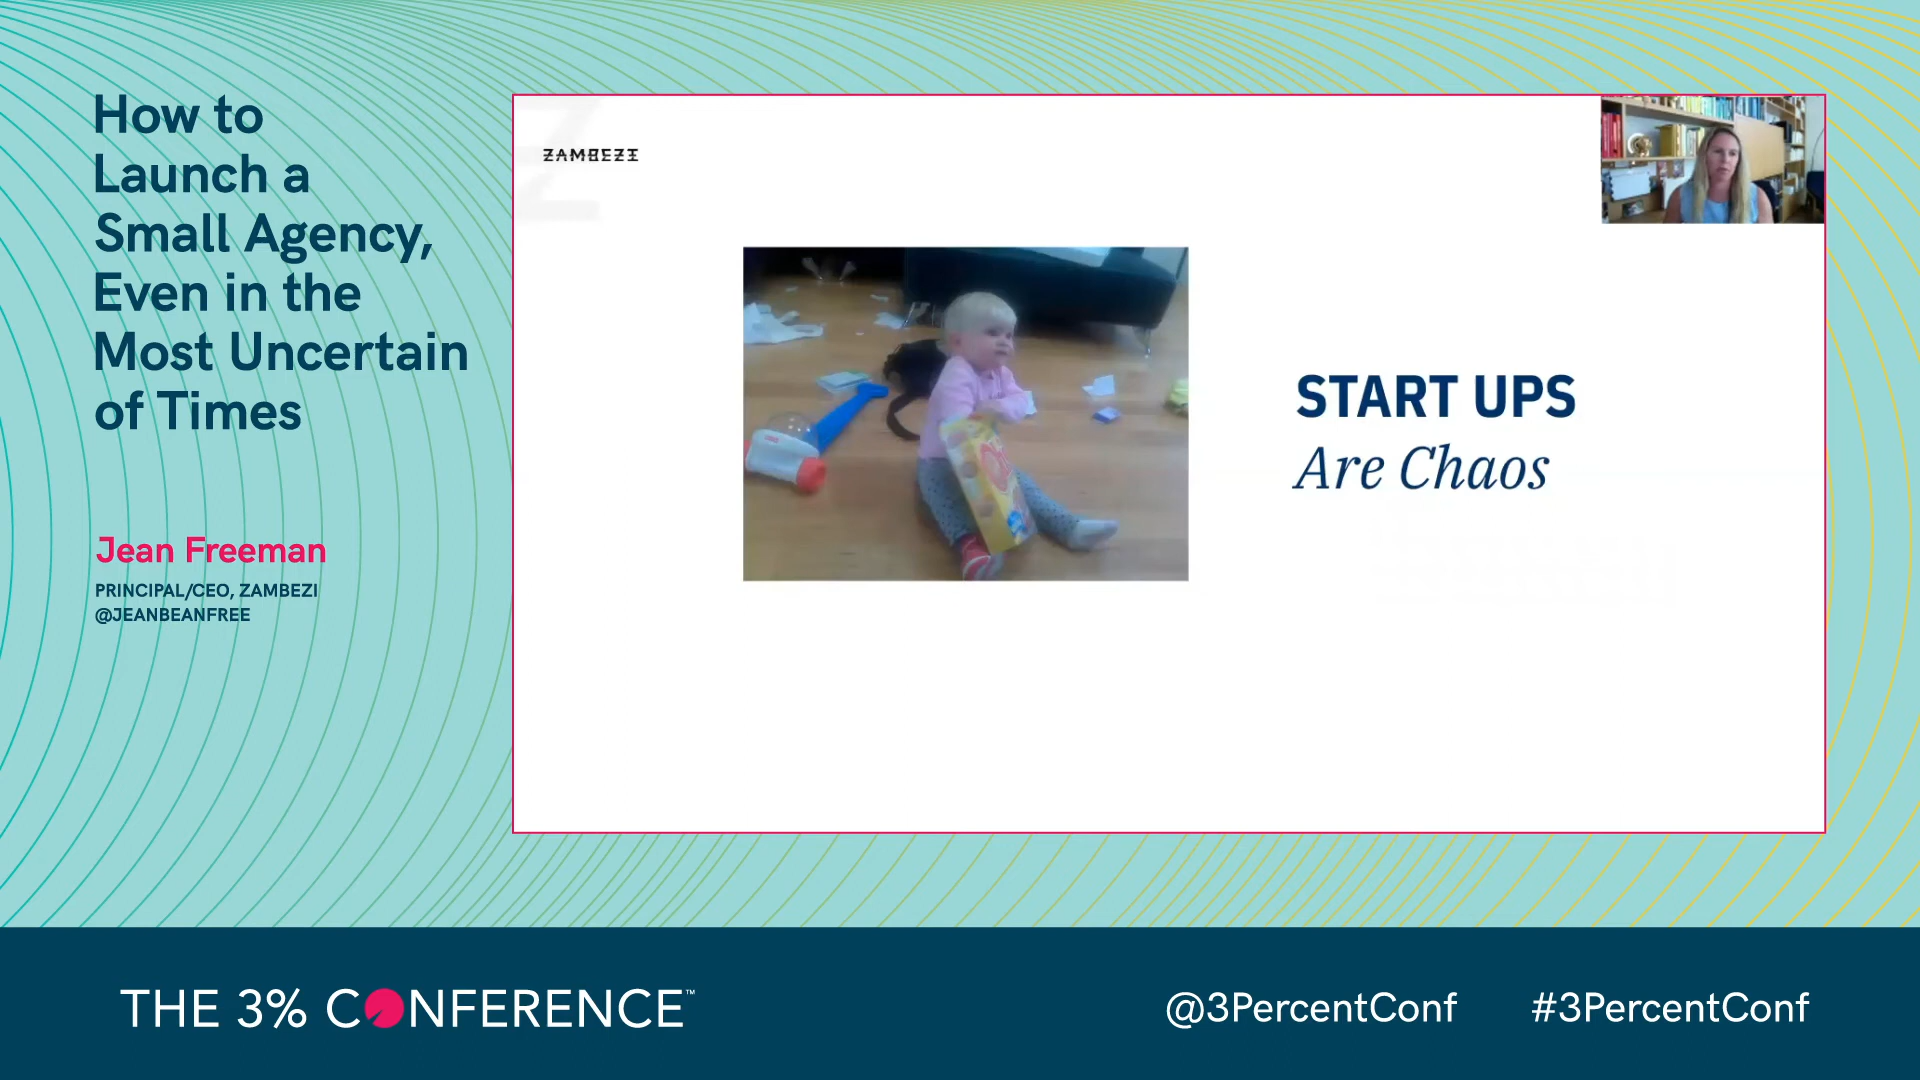 How to
Launch a
Small Agency,
Even in the
Most Uncertain
of Times
Jean Freeman
PRINCIPAL/CEO, ZAMBEZI
@JEANBEANFREE
ZAMBEZI
START UPS
Are Chaos
THE 3% CONFERENCE™
@3PercentConf
#3PercentConf